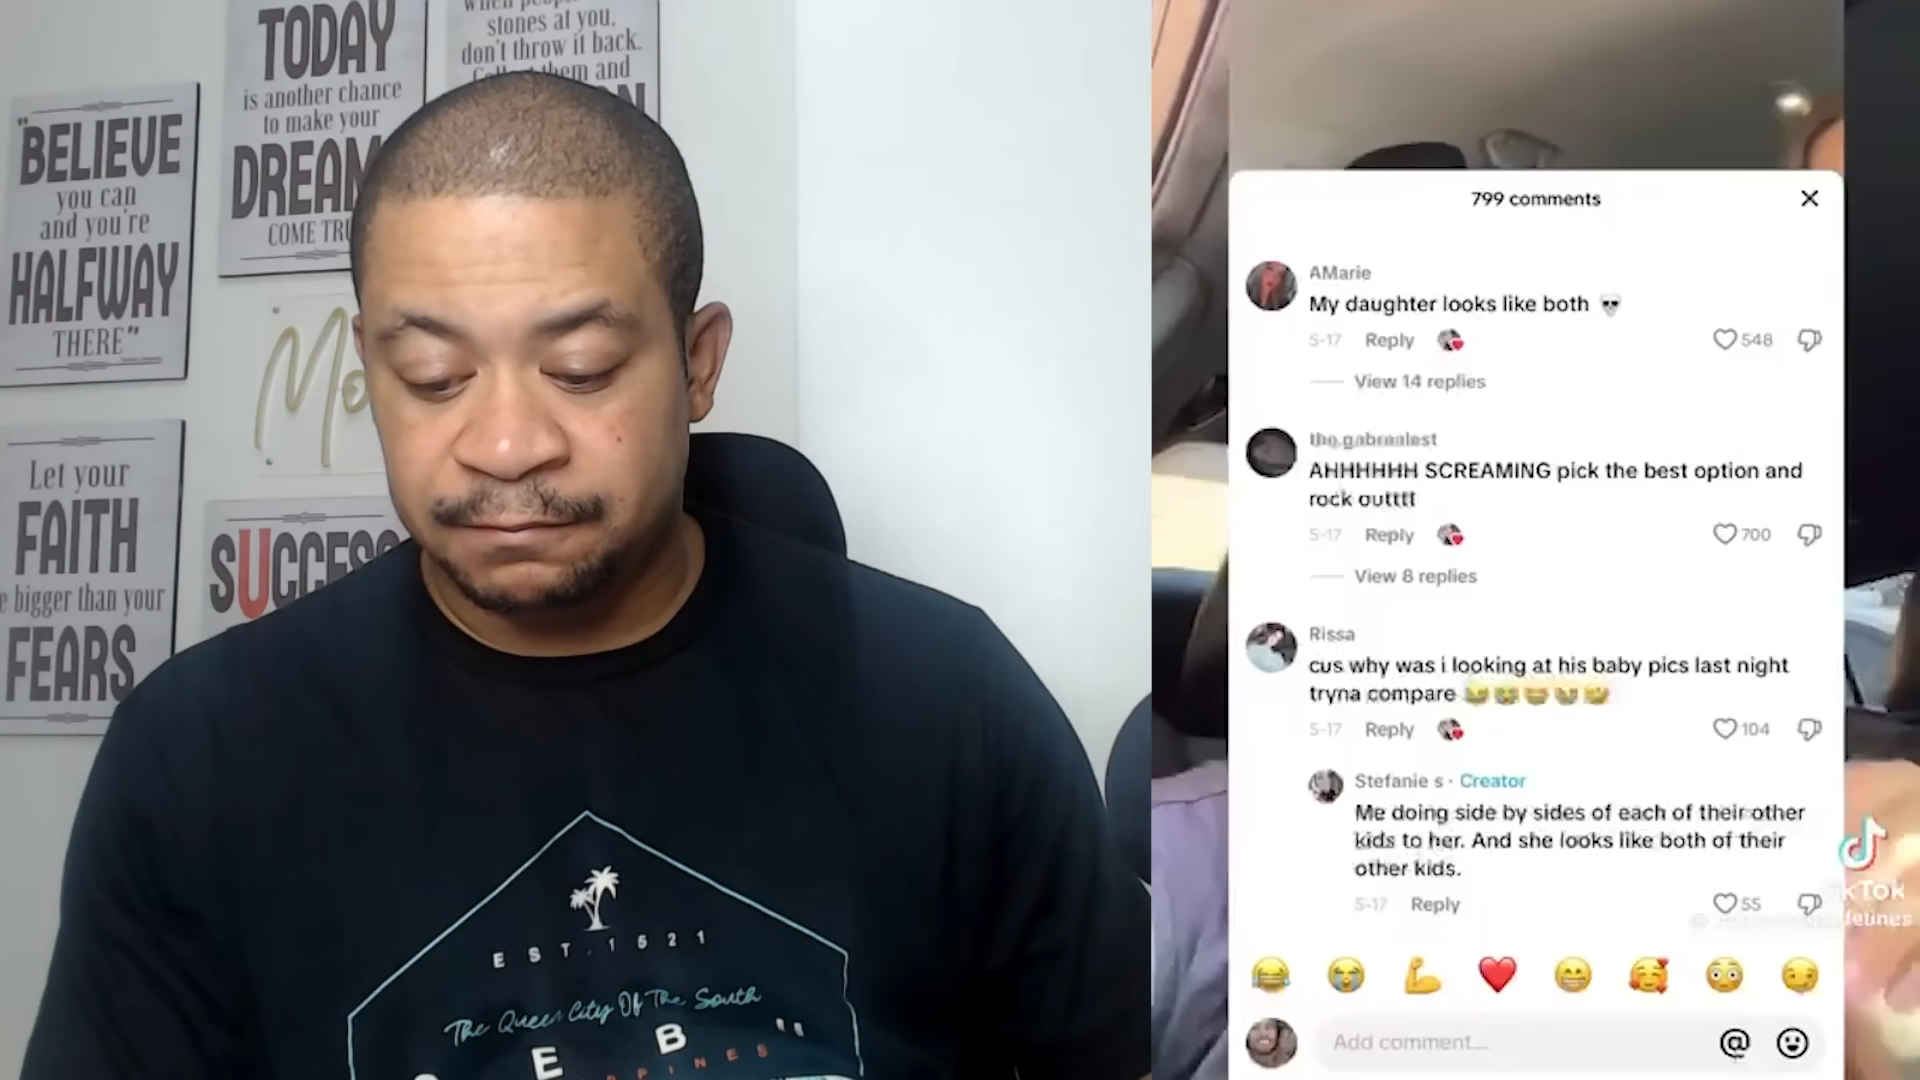 "BELIEVE
you can
and you're
HALFWAY
THERE"
TODAY
is another chance
to make your
DREAM
COME TRU
stones at you,
don't throw it back.
them and
Let your
FAITH
e bigger than your
FEARS
SUCCESS
EST.1521
The Queen City Of The South
E B
799 comments
AMarie
My daughter looks like both 💀
5-17 Reply 548
View 14 replies
AHHHHHH SCREAMING pick the best option and
rock outttt
5-17 Reply 700
View 8 replies
Rissa
cus why was i looking at his baby pics last night
tryna compare
5-17 Reply 104
Stefanie s · Creator
Me doing side by sides of each of their other
kids to her. And she looks like both of their
other kids.
5-17 Reply 55
Add comment...
@
kTok